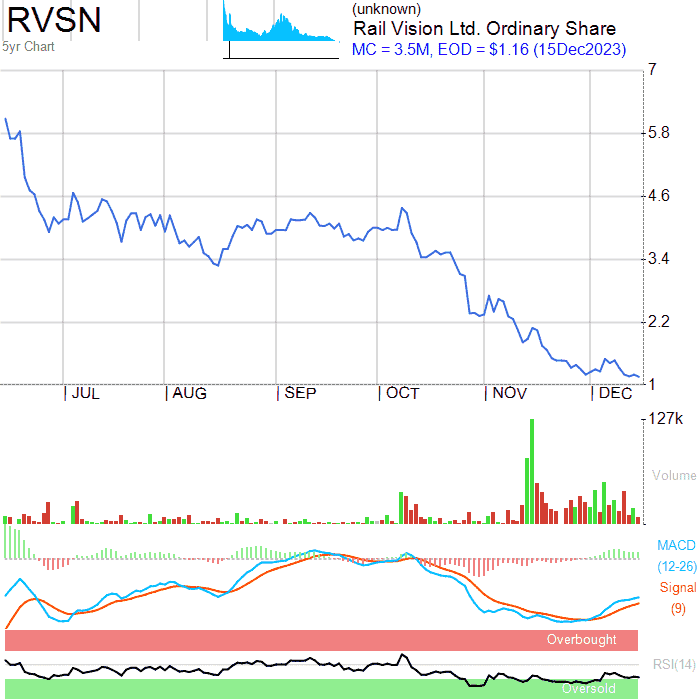 RVSN
5yr Chart
(unknown)
Rail Vision Ltd. Ordinary Share
MC = 3.5M, EOD = $1.16 (15Dec2023)
7
5.8
4.6
3.4
2.2
1
JUL
AUG
SEP
OCT
NOV
DEC
127k
Volume
MACD
(12-26)
Signal
(9)
Overbought
RSI(14)
Oversold